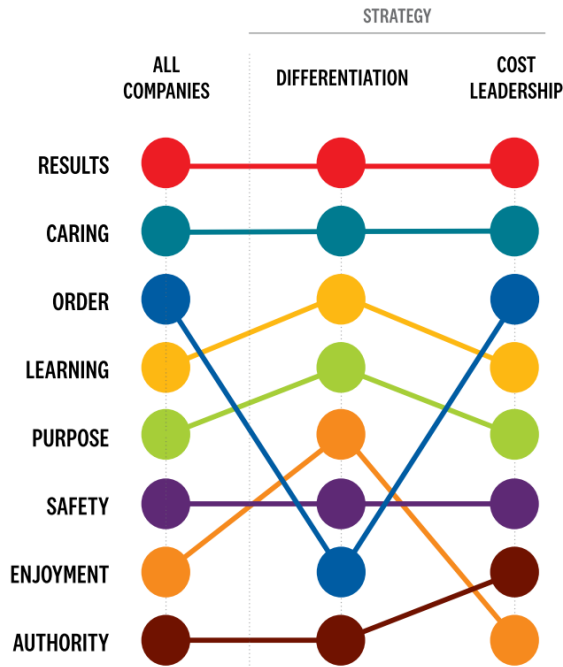 STRATEGY
ALL
COMPANIES
DIFFERENTIATION
COST
LEADERSHIP
RESULTS
CARING
ORDER
LEARNING
PURPOSE
SAFETY
ENJOYMENT
AUTHORITY